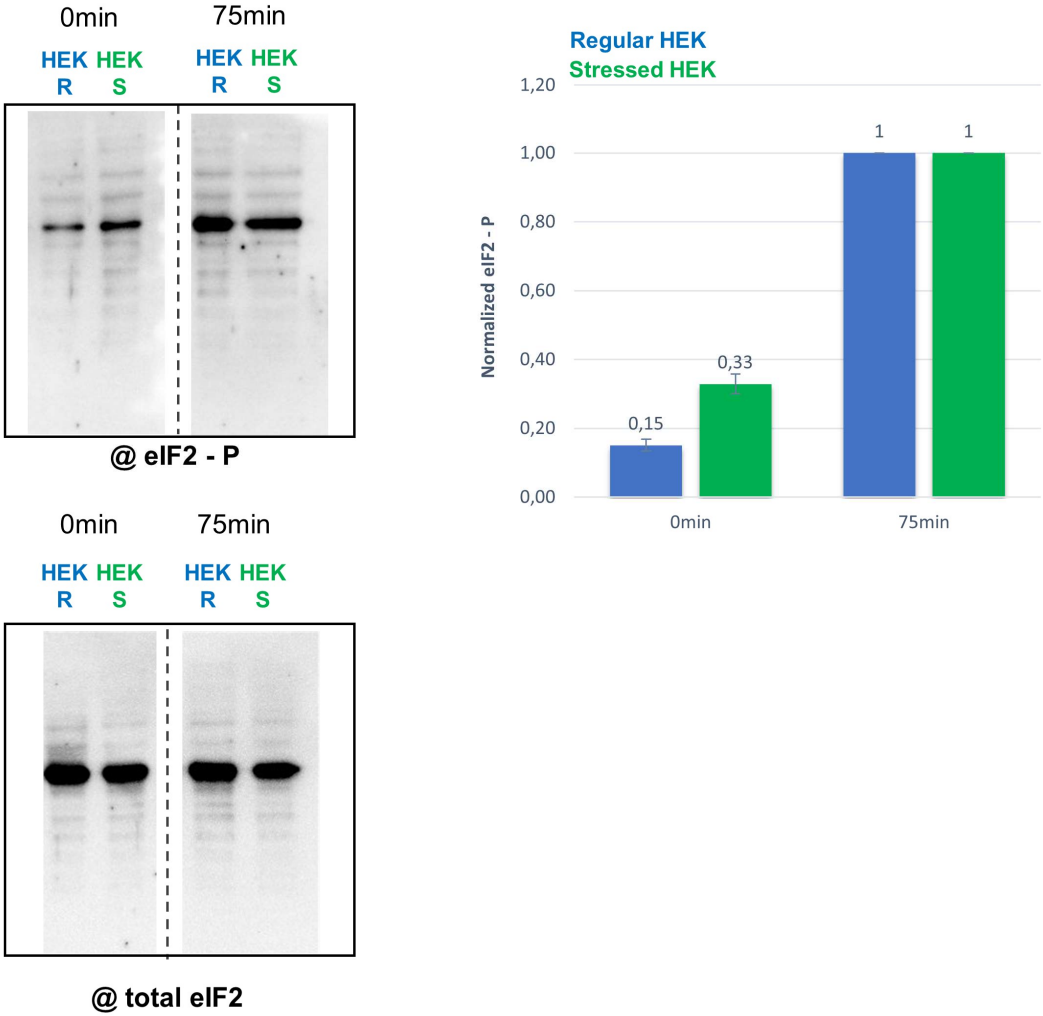 0min 75min
HEK HEK HEK HEK
R S R S
@ eIF2 - P
0min 75min
HEK HEK HEK HEK
R S R S
@ total eIF2
Regular HEK
Stressed HEK
Normalized eIF2 - P
1,20
1,00
0,80
0,60
0,40
0,20
0,00
0,15
0,33
1
1
0min 75min